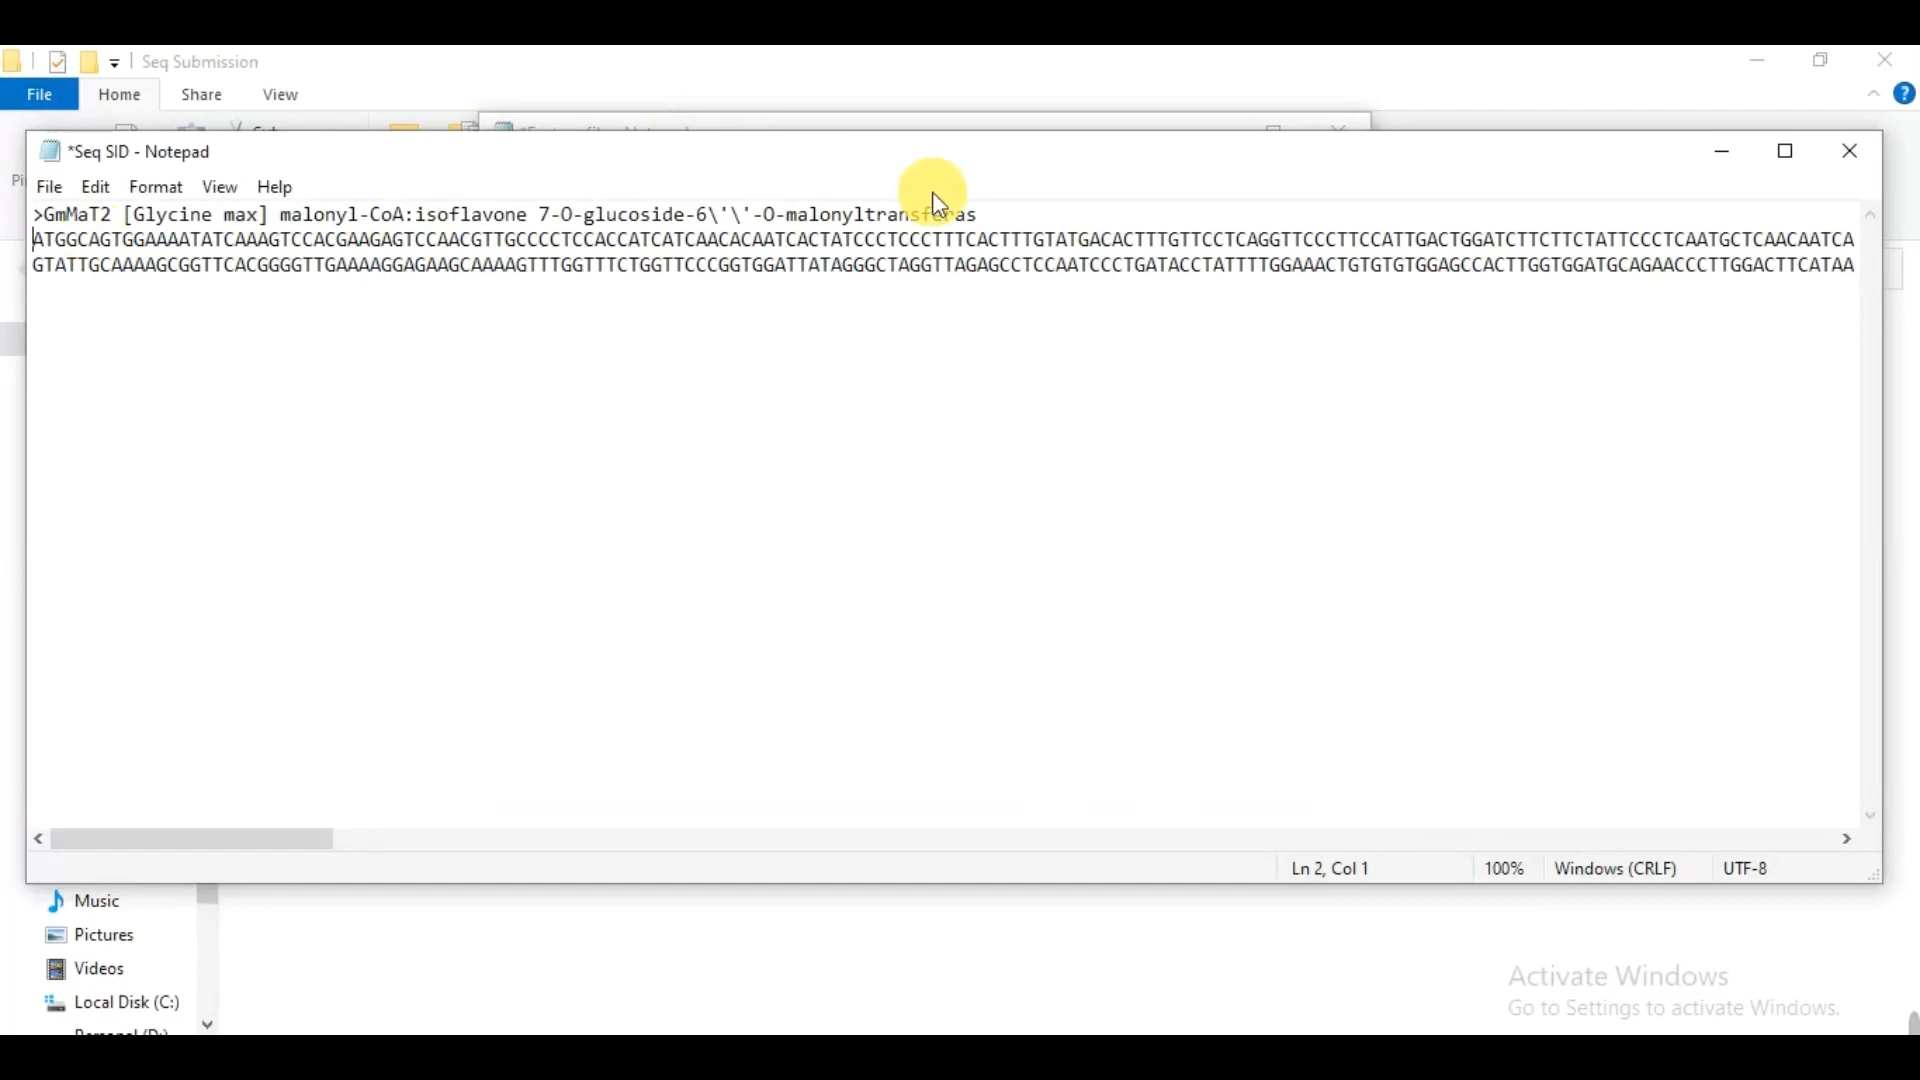 Seq Submission
File Home Share View
*Seq SID - Notepad
File Edit Format View Help
>GmMaT2 [Glycine max] malonyl-CoA:isoflavone 7-O-glucoside-6\'\'-O-malonyltransferas
ATGGCAGTGGAAAATATCAAAGTCCACGAAGAGTCCAACGTTGCCCCTCCACCATCATCAACACAATCACTATCCCTCCCTTTCACTTTGTATGACACTTTGTTCCTCAGGTTCCCTTCCATTGACTGGATCTTCTTCTATTCCCTCAATGCTCAACAATCA
GTATTGCAAAAGCGGTTCACGGGGTTGAAAAGGAGAAGCAAAAGTTTGGTTTCTGGTTCCCGGTGGATTATAGGGCTAGGTTAGAGCCTCCAATCCCTGATACCTATTTTGGAAACTGTGTGTGGAGCCACTTGGTGGATGCAGAACCCTTGGACTTCATAA
Ln 2, Col 1 100% Windows (CRLF) UTF-8
Music
Pictures
Videos
Local Disk (C:)
Activate Windows
Go to Settings to activate Windows.